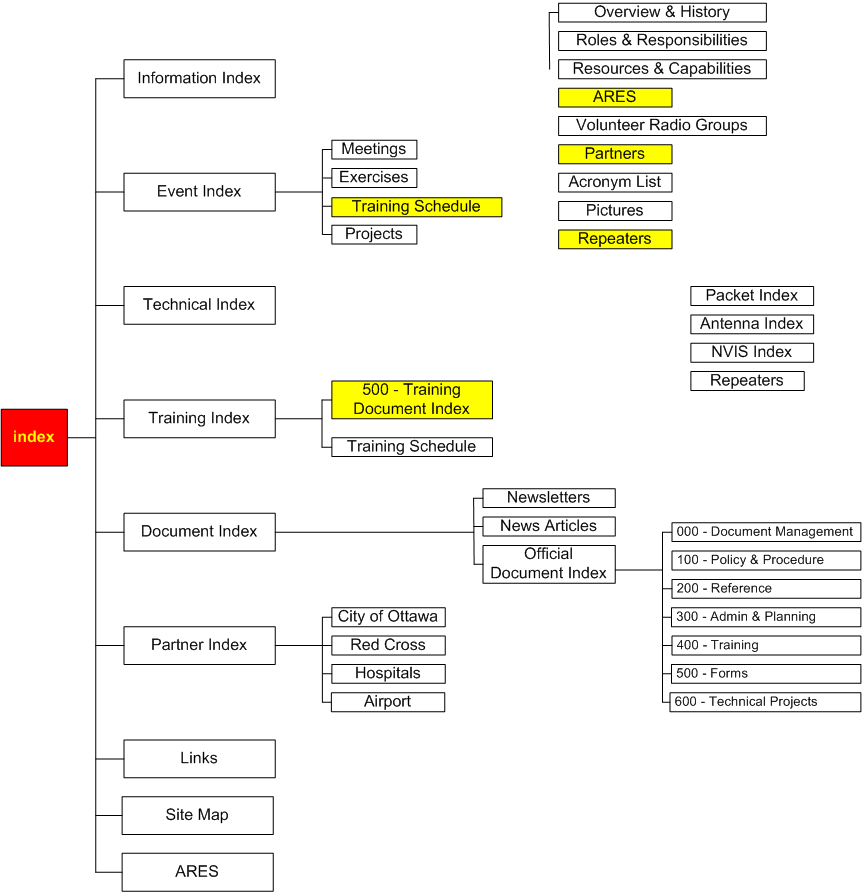 Overview & History
Roles & Responsibilities
Resources & Capabilities
ARES
Volunteer Radio Groups
Partners
Acronym List
Pictures
Repeaters
Information Index
Event Index
Meetings
Exercises
Training Schedule
Projects
Technical Index
Packet Index
Antenna Index
NVIS Index
Repeaters
index
Training Index
500 - Training
Document Index
Training Schedule
Document Index
Newsletters
News Articles
Official
Document Index
000 - Document Management
100 - Policy & Procedure
200 - Reference
300 - Admin & Planning
400 - Training
500 - Forms
600 - Technical Projects
Partner Index
City of Ottawa
Red Cross
Hospitals
Airport
Links
Site Map
ARES